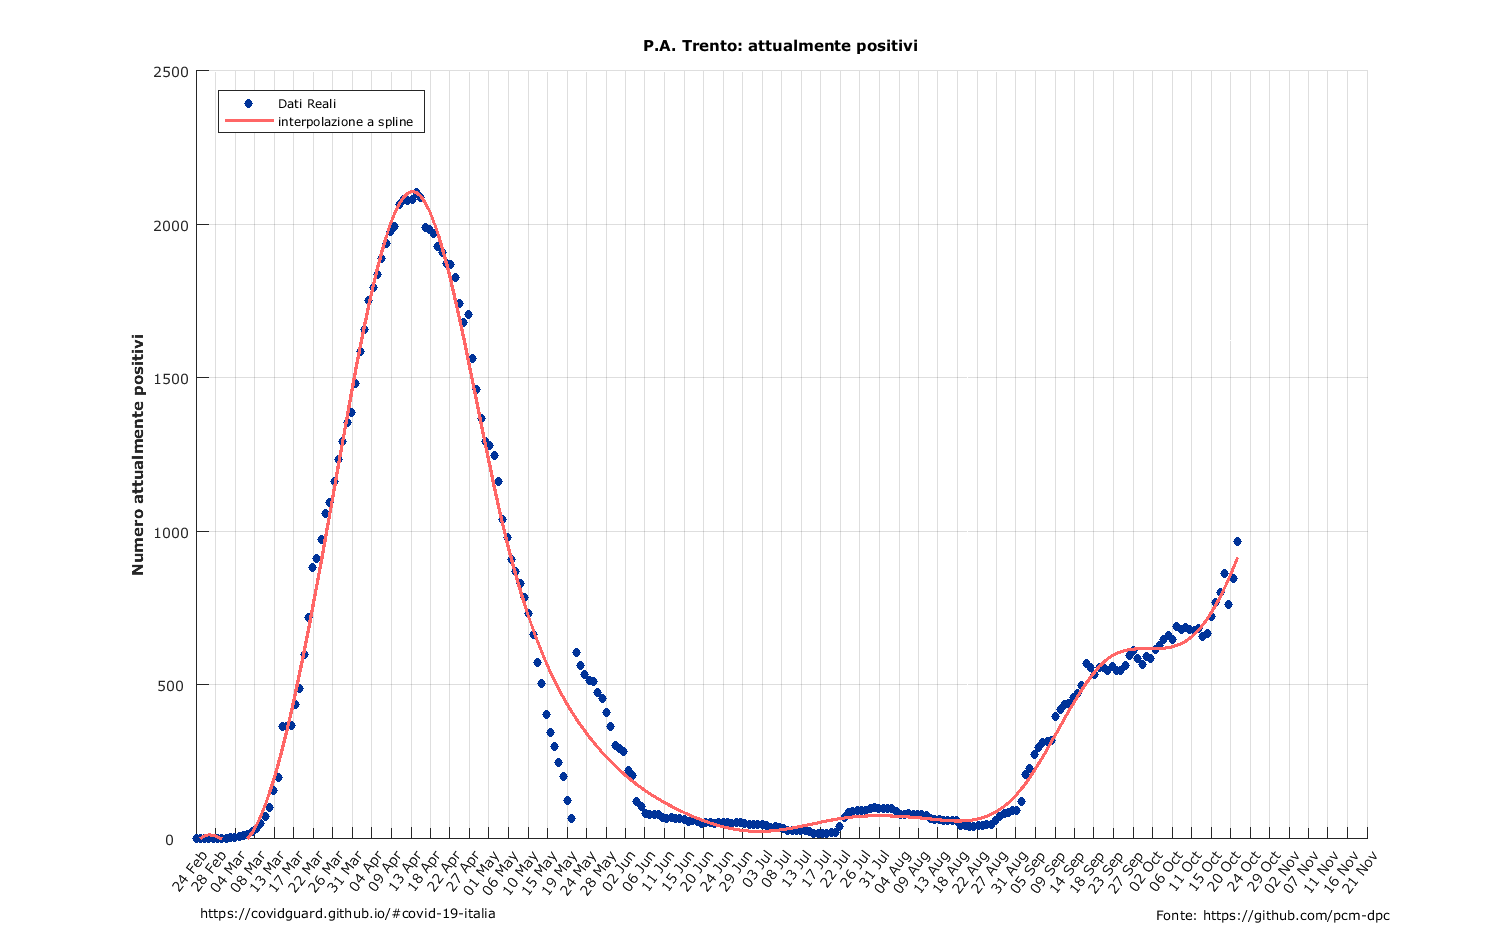 P.A. Trento: attualmente positivi
Dati Reali
interpolazione a spline
Numero attualmente positivi
2500
2000
1500
1000
500
0
24 Feb
28 Feb
04 Mar
08 Mar
13 Mar
17 Mar
22 Mar
26 Mar
31 Mar
04 Apr
09 Apr
13 Apr
18 Apr
22 Apr
27 Apr
01 May
06 May
10 May
15 May
19 May
24 May
28 May
02 Jun
06 Jun
11 Jun
15 Jun
20 Jun
24 Jun
29 Jun
03 Jul
08 Jul
13 Jul
17 Jul
22 Jul
26 Jul
31 Jul
04 Aug
09 Aug
13 Aug
18 Aug
22 Aug
27 Aug
31 Aug
05 Sep
09 Sep
14 Sep
18 Sep
23 Sep
27 Sep
02 Oct
06 Oct
11 Oct
15 Oct
20 Oct
24 Oct
29 Oct
02 Nov
07 Nov
11 Nov
16 Nov
21 Nov
https://covidguard.github.io/#covid-19-italia
Fonte: https://github.com/pcm-dpc